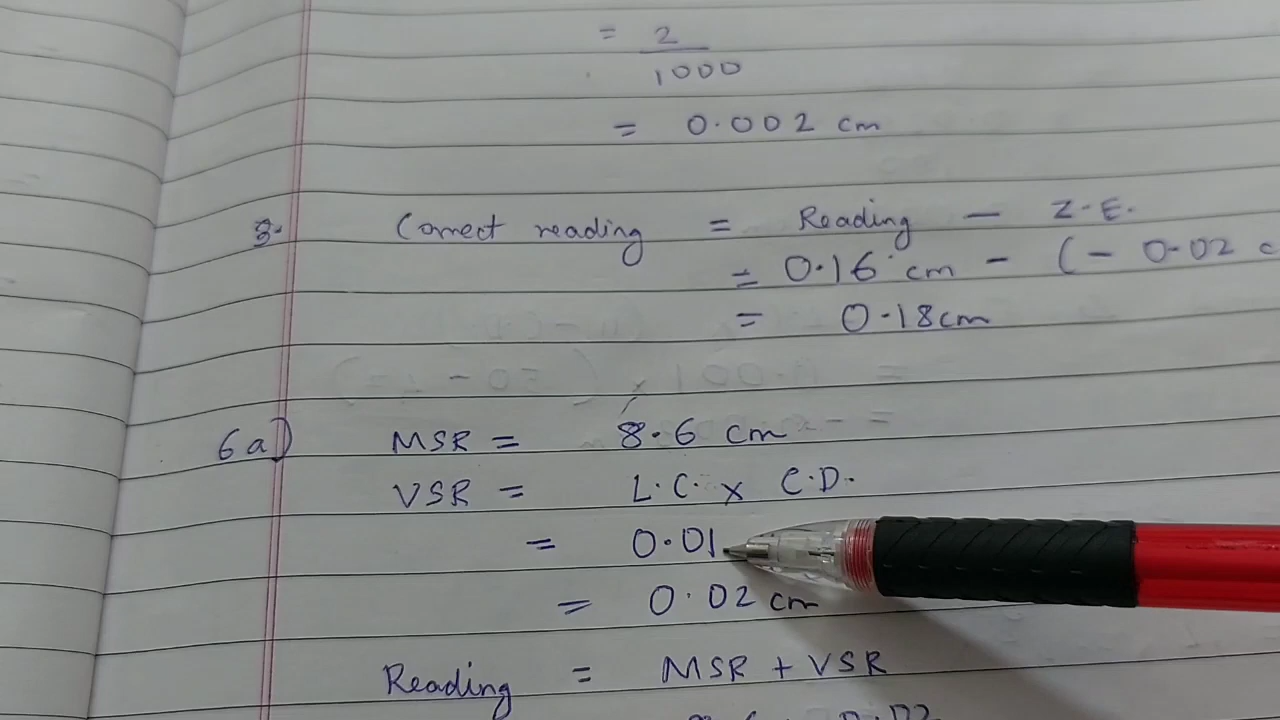 = 2
1000
= 0.002 cm
3. Correct reading = Reading - Z.E.
= 0.16 cm - (- 0.02 c
= 0.18cm
6a) MSR = 8.6 cm
VSR = L.C. x C.D.
= 0.01
= 0.02 cm
Reading = MSR + VSR